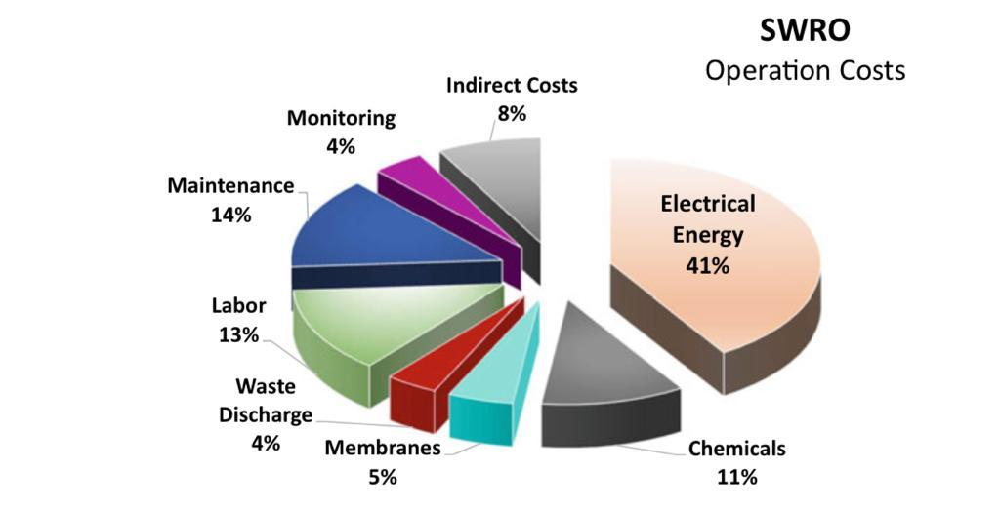 SWRO
Operation Costs
Indirect Costs
8%
Monitoring
4%
Maintenance
14%
Electrical
Energy
41%
Labor
13%
Waste
Discharge
4%
Membranes
5%
Chemicals
11%